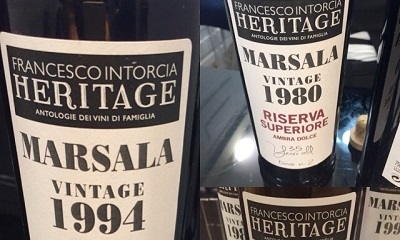 FRANCESCO INTORCIA
HERITAGE
ANTOLOGIE DEI VINI DI FAMIGLIA
MARSALA
VINTAGE
1994
FRANCESCO INTORCIA
HERITAGE
ANTOLOGIE DEI VINI DI FAMIGLIA
MARSALA
VINTAGE
1980
RISERVA
SUPERIORE
AMBRA DOLCE
FRANCESCO INTORCIA
HERITAGE